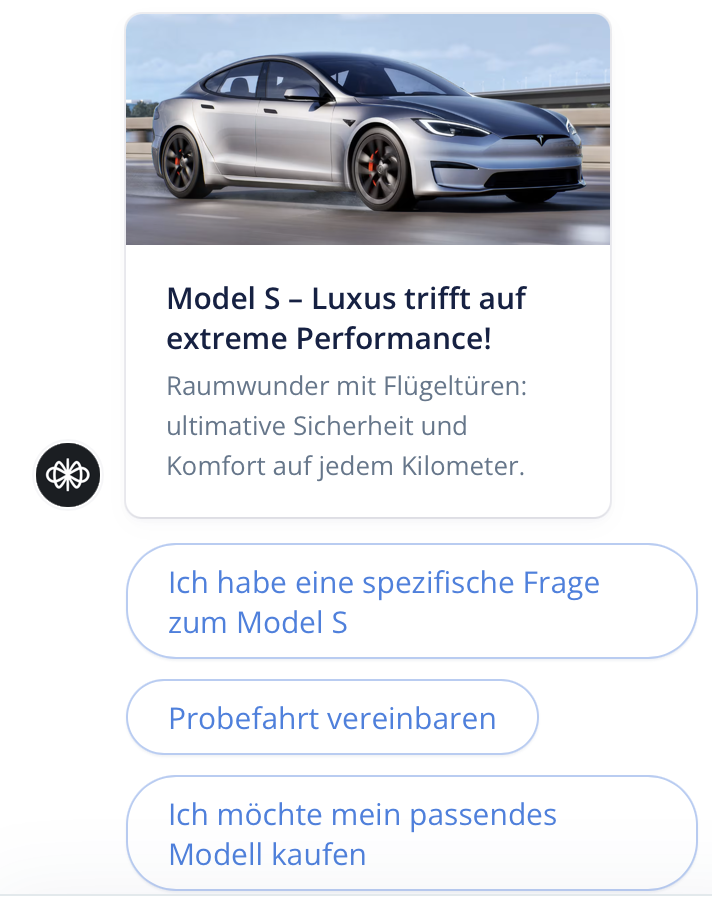 Model S – Luxus trifft auf
extreme Performance!
Raumwunder mit Flügeltüren:
ultimative Sicherheit und
Komfort auf jedem Kilometer.
Ich habe eine spezifische Frage
zum Model S
Probefahrt vereinbaren
Ich möchte mein passendes
Modell kaufen